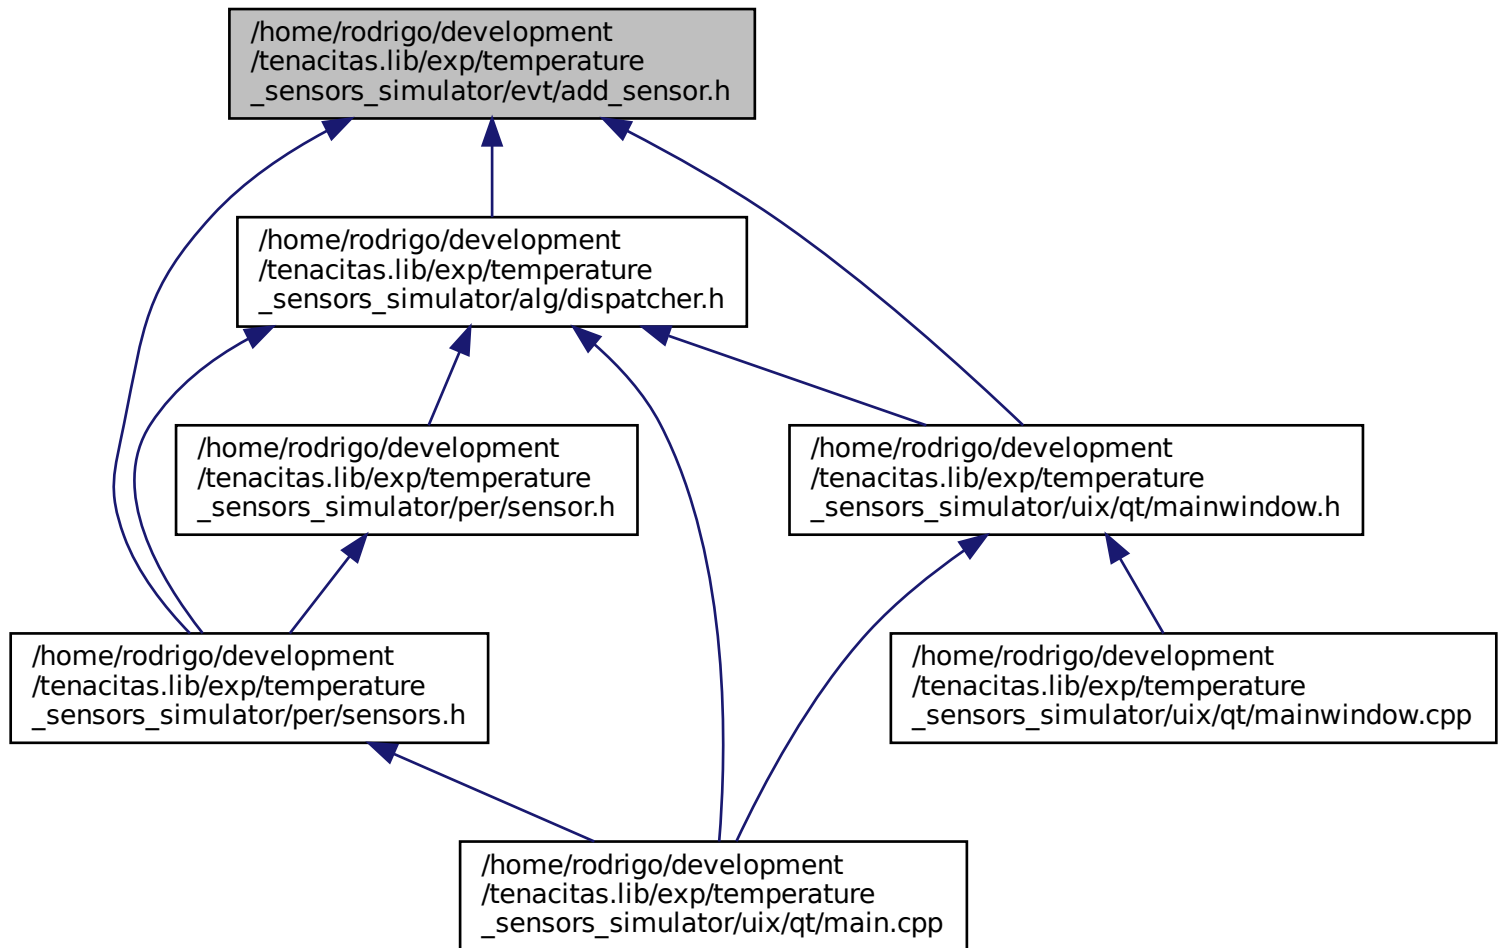 /home/rodrigo/development
/tenacitas.lib/exp/temperature
_sensors_simulator/evt/add_sensor.h
/home/rodrigo/development
/tenacitas.lib/exp/temperature
_sensors_simulator/alg/dispatcher.h
/home/rodrigo/development
/tenacitas.lib/exp/temperature
_sensors_simulator/per/sensor.h
/home/rodrigo/development
/tenacitas.lib/exp/temperature
_sensors_simulator/uix/qt/mainwindow.h
/home/rodrigo/development
/tenacitas.lib/exp/temperature
_sensors_simulator/per/sensors.h
/home/rodrigo/development
/tenacitas.lib/exp/temperature
_sensors_simulator/uix/qt/mainwindow.cpp
/home/rodrigo/development
/tenacitas.lib/exp/temperature
_sensors_simulator/uix/qt/main.cpp